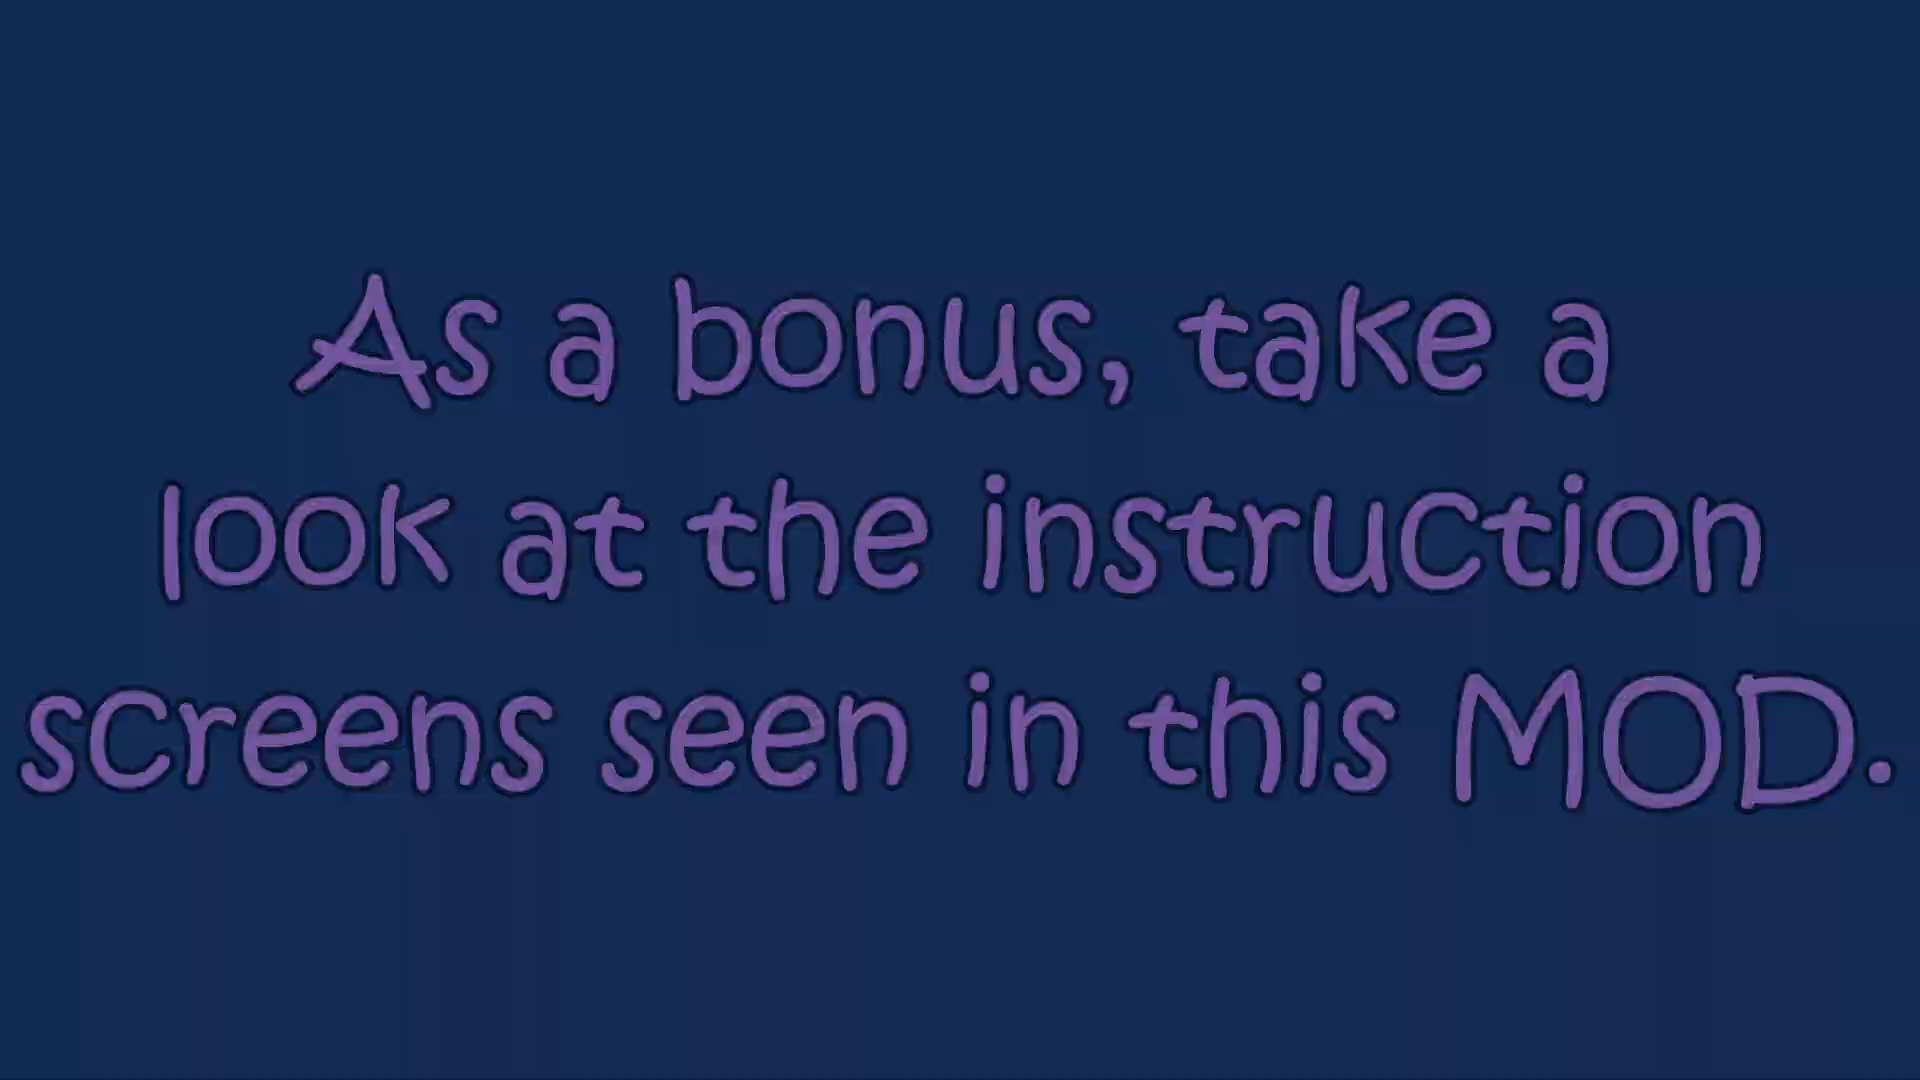 As a bonus, take a
look at the instruction
screens seen in this MOD.